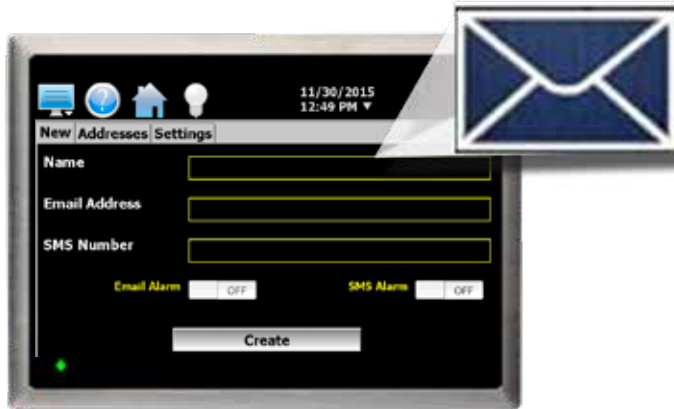 11/30/2015
12:49 PM ▼
New Addresses Settings
Name
Email Address
SMS Number
Email Alarm OFF SMS Alarm OFF
Create